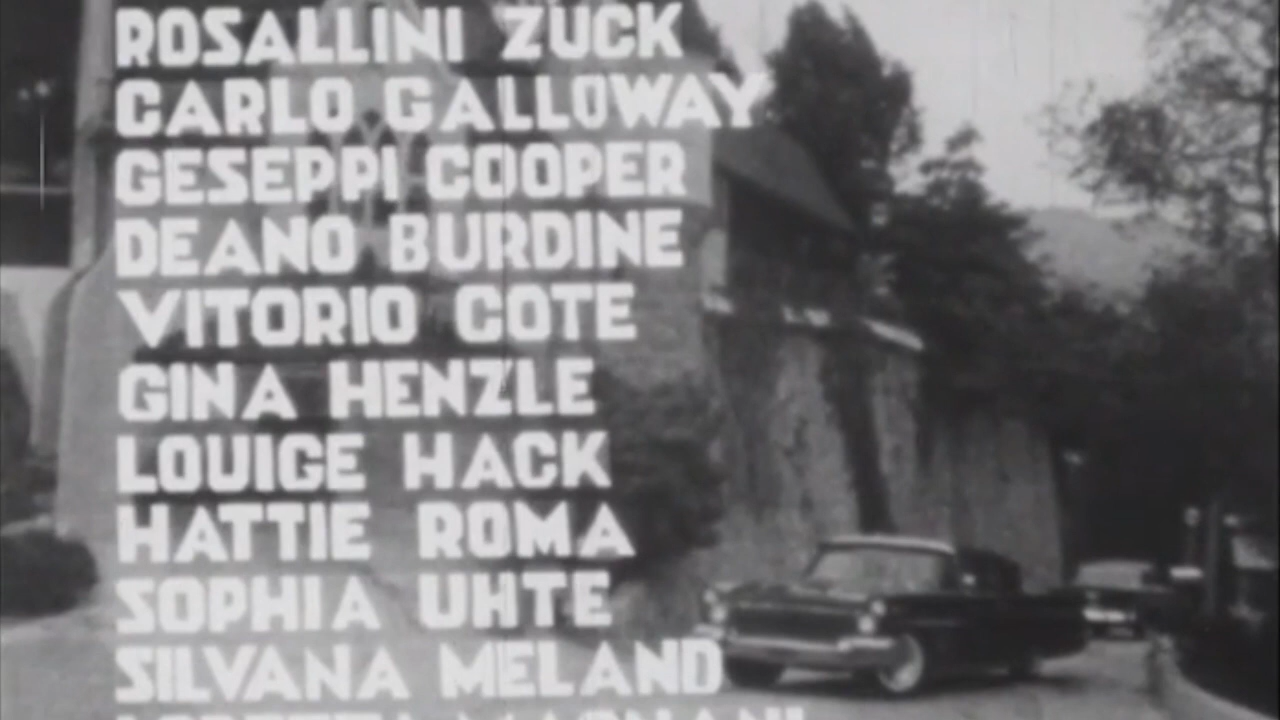 ROSALLINI ZUCK
CARLO GALLOWAY
GESEPPI COOPER
DEANO BURDINE
VITORIO COTE
GINA HENZLE
LOUIGE HACK
HATTIE ROMA
SOPHIA UHTE
SILVANA MELAND